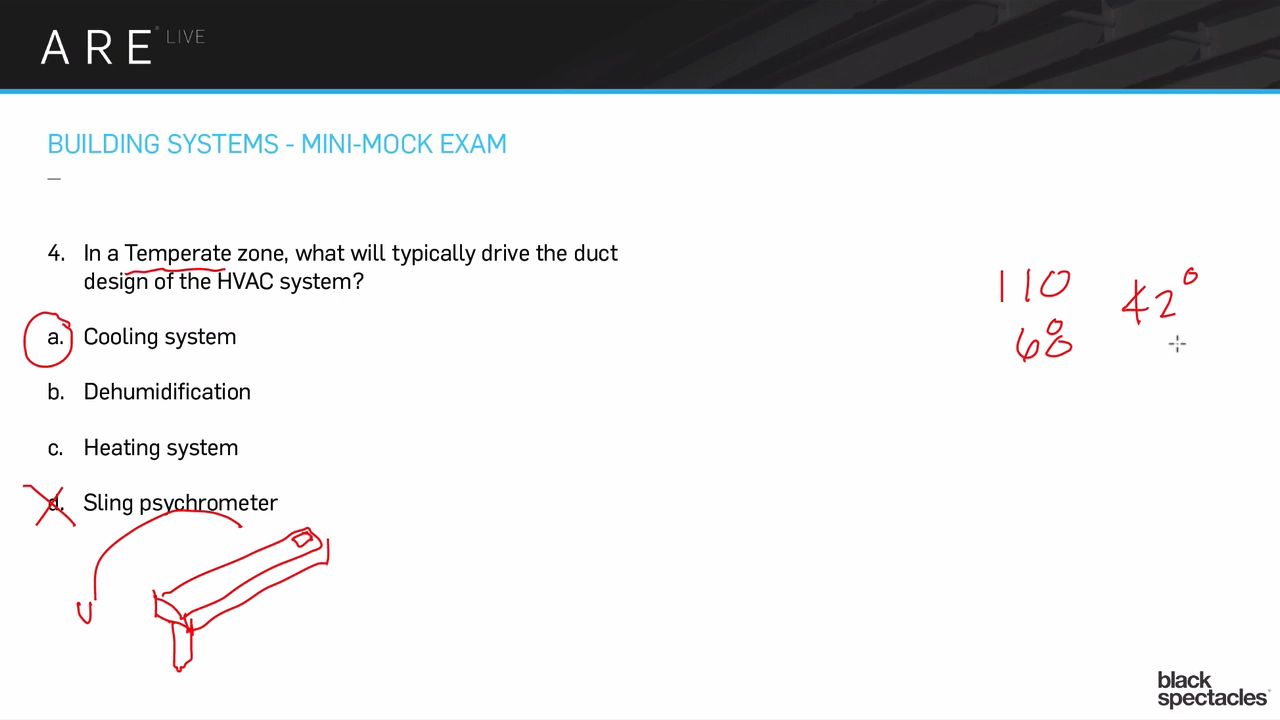 ARE® LIVE
BUILDING SYSTEMS - MINI-MOCK EXAM
—
4. In a Temperate zone, what will typically drive the duct
design of the HVAC system?
a. Cooling system
b. Dehumidification
c. Heating system
d. Sling psychrometer
110
68°
42°
black
spectacles